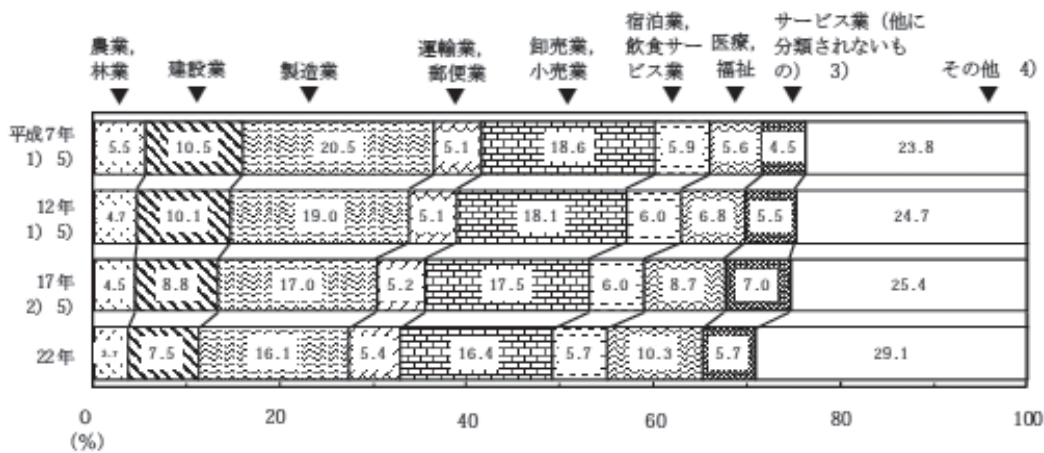 農業,
林業
建設業
製造業
運輸業,
郵便業
卸売業,
小売業
宿泊業,
飲食サー
ビス業
医療,
福祉
サービス業(他に
分類されないも
の) 3)
その他 4)
平成7年
1) 5)
5.5 10.5 20.5 5.1 18.6 5.9 5.6 4.5 23.8
12年
1) 5)
4.7 10.1 19.0 5.1 18.1 6.0 6.8 5.5 24.7
17年
2) 5)
4.5 8.8 17.0 5.2 17.5 6.0 8.7 7.0 25.4
22年
3.7 7.5 16.1 5.4 16.4 5.7 10.3 5.7 29.1
0 20 40 60 80 100
(%)